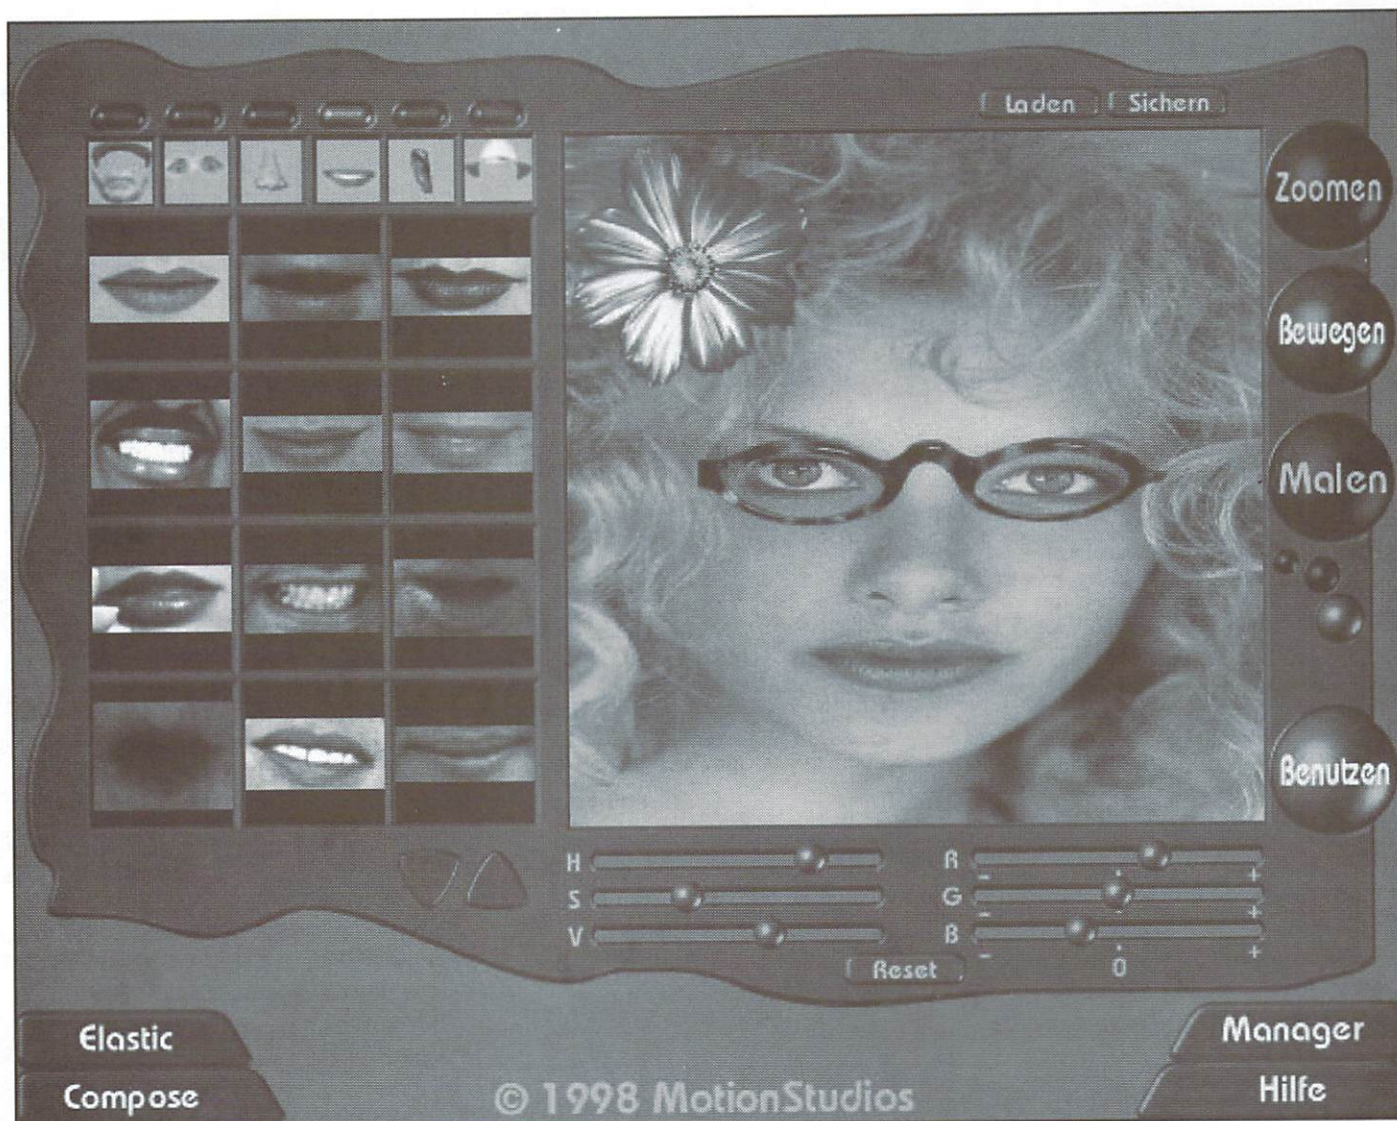 Laden Sichern
Zoomen
Bewegen
Malen
Benutzen
H
S
V
R
- +
G
- +
B
- 0 +
Reset
Elastic
Compose
© 1998 MotionStudios
Manager
Hilfe